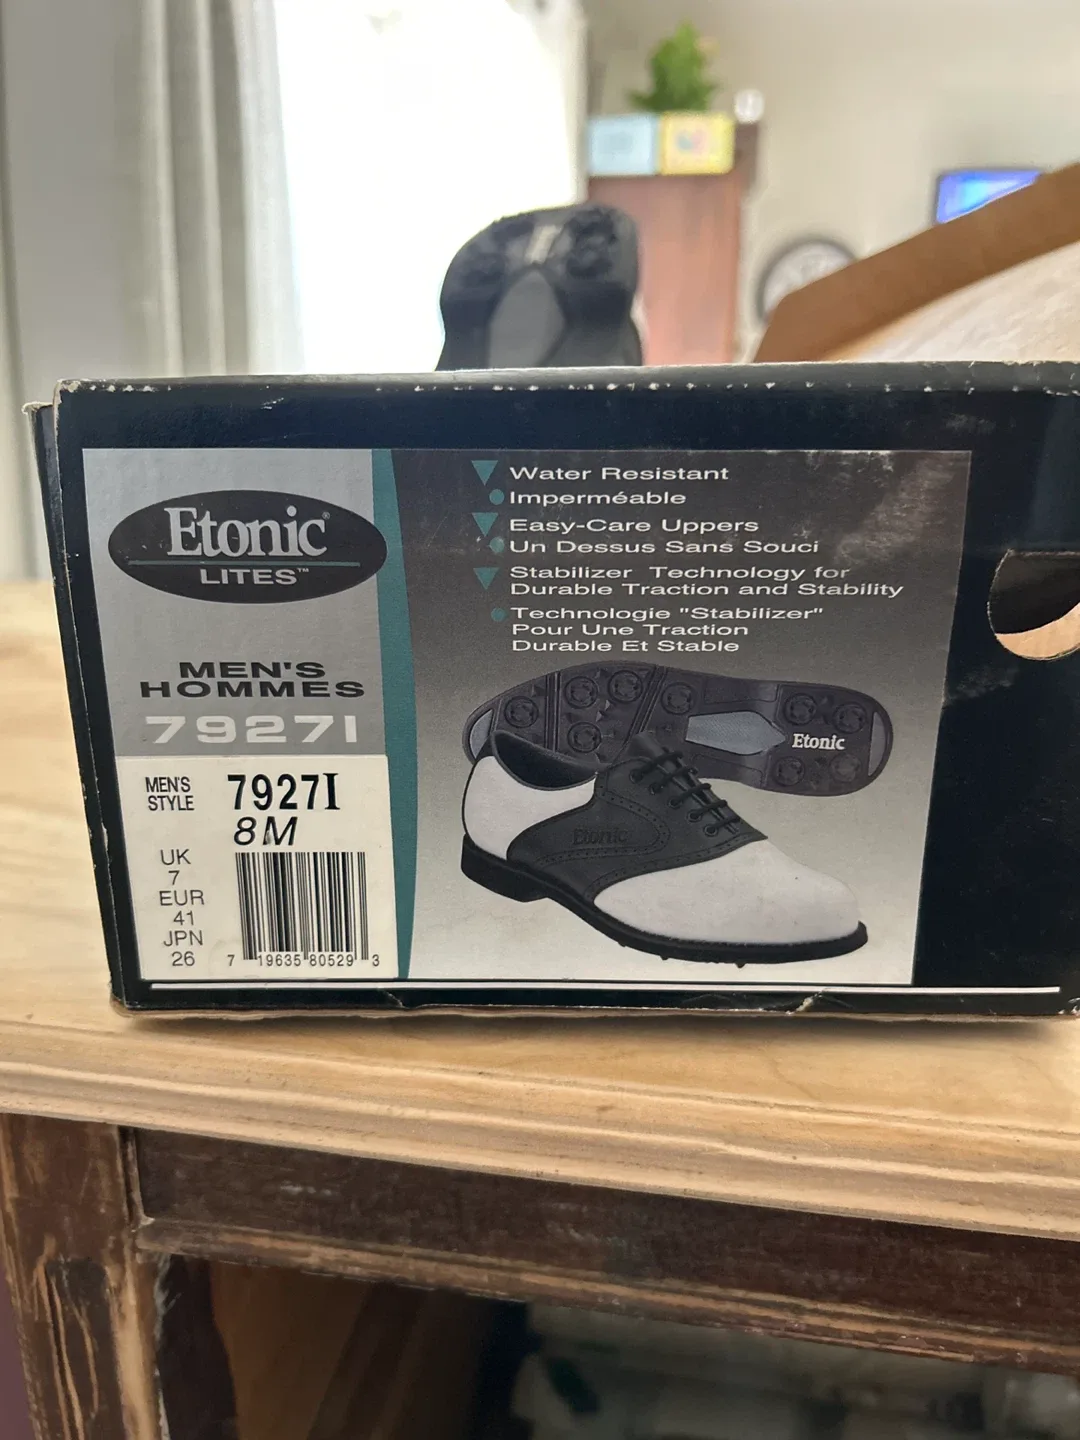 Etonic®
LITES™
MEN'S
HOMMES
7927I
MEN'S
STYLE
7927I
8M
UK
7
EUR
41
JPN
26
7 19635 80529 3
Water Resistant
Imperméable
Easy-Care Uppers
Un Dessus Sans Souci
Stabilizer Technology for
Durable Traction and Stability
Technologie "Stabilizer"
Pour Une Traction
Durable Et Stable
Etonic
Etonic